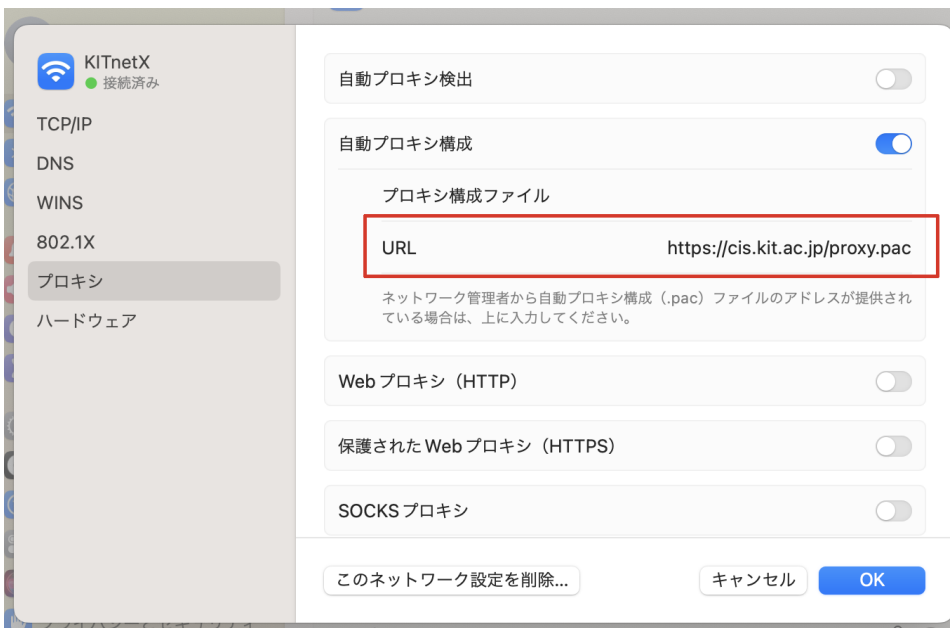 KITnetX
接続済み
TCP/IP
DNS
WINS
802.1X
プロキシ
ハードウェア
自動プロキシ検出
自動プロキシ構成
プロキシ構成ファイル
URL https://cis.kit.ac.jp/proxy.pac
ネットワーク管理者から自動プロキシ構成（.pac）ファイルのアドレスが提供され
ている場合は、上に入力してください。
Webプロキシ（HTTP）
保護されたWebプロキシ（HTTPS）
SOCKSプロキシ
このネットワーク設定を削除...
キャンセル
OK